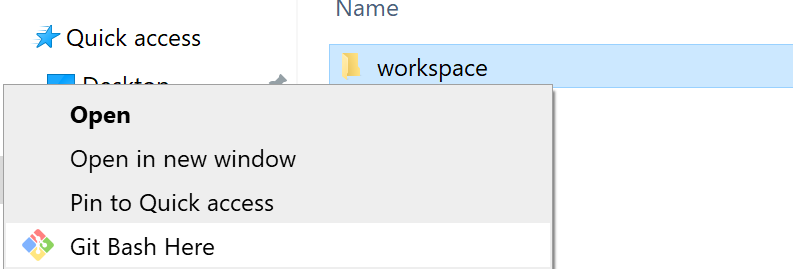 Name
Quick access
workspace
Desktop
Open
Open in new window
Pin to Quick access
Git Bash Here